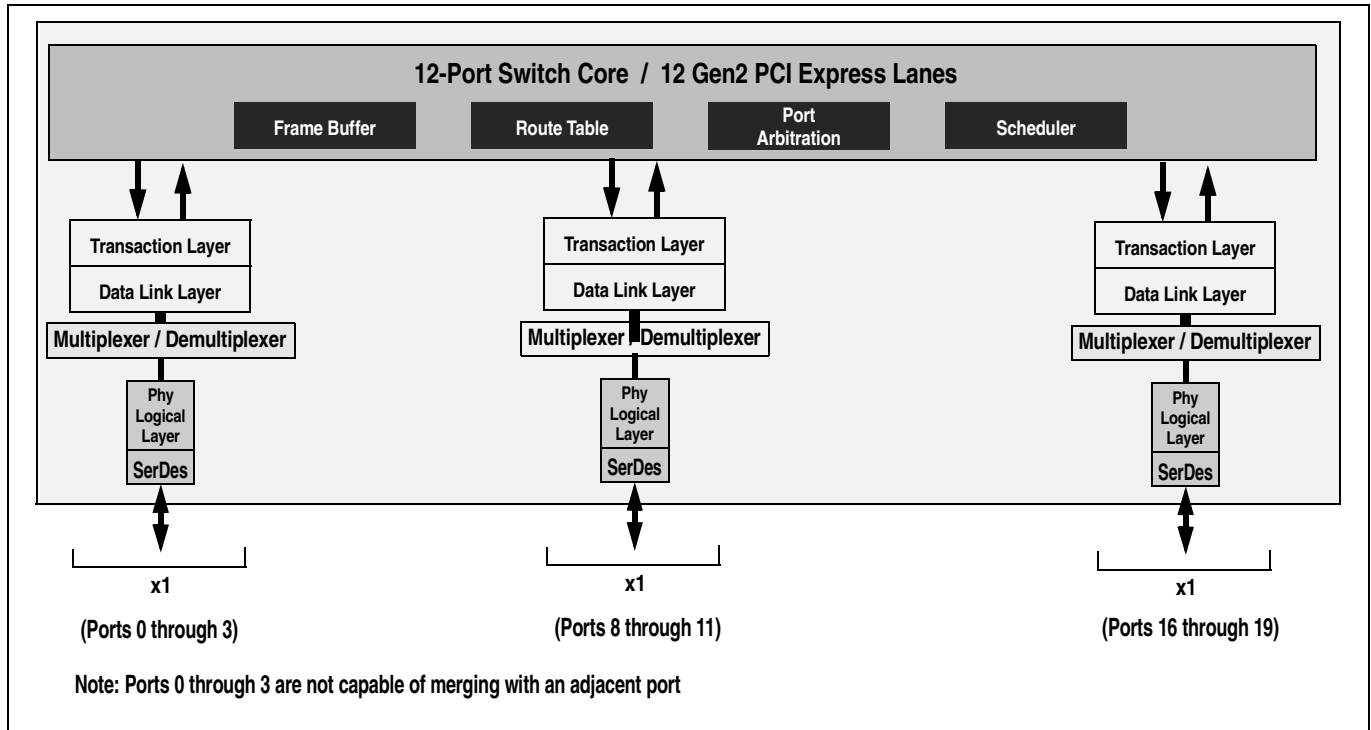 12-Port Switch Core / 12 Gen2 PCI Express Lanes
Frame Buffer
Route Table
Port
Arbitration
Scheduler
Transaction Layer
Data Link Layer
Multiplexer / Demultiplexer
Phy
Logical
Layer
SerDes
x1
(Ports 0 through 3)
Transaction Layer
Data Link Layer
Multiplexer / Demultiplexer
Phy
Logical
Layer
SerDes
x1
(Ports 8 through 11)
Transaction Layer
Data Link Layer
Multiplexer / Demultiplexer
Phy
Logical
Layer
SerDes
x1
(Ports 16 through 19)
Note: Ports 0 through 3 are not capable of merging with an adjacent port